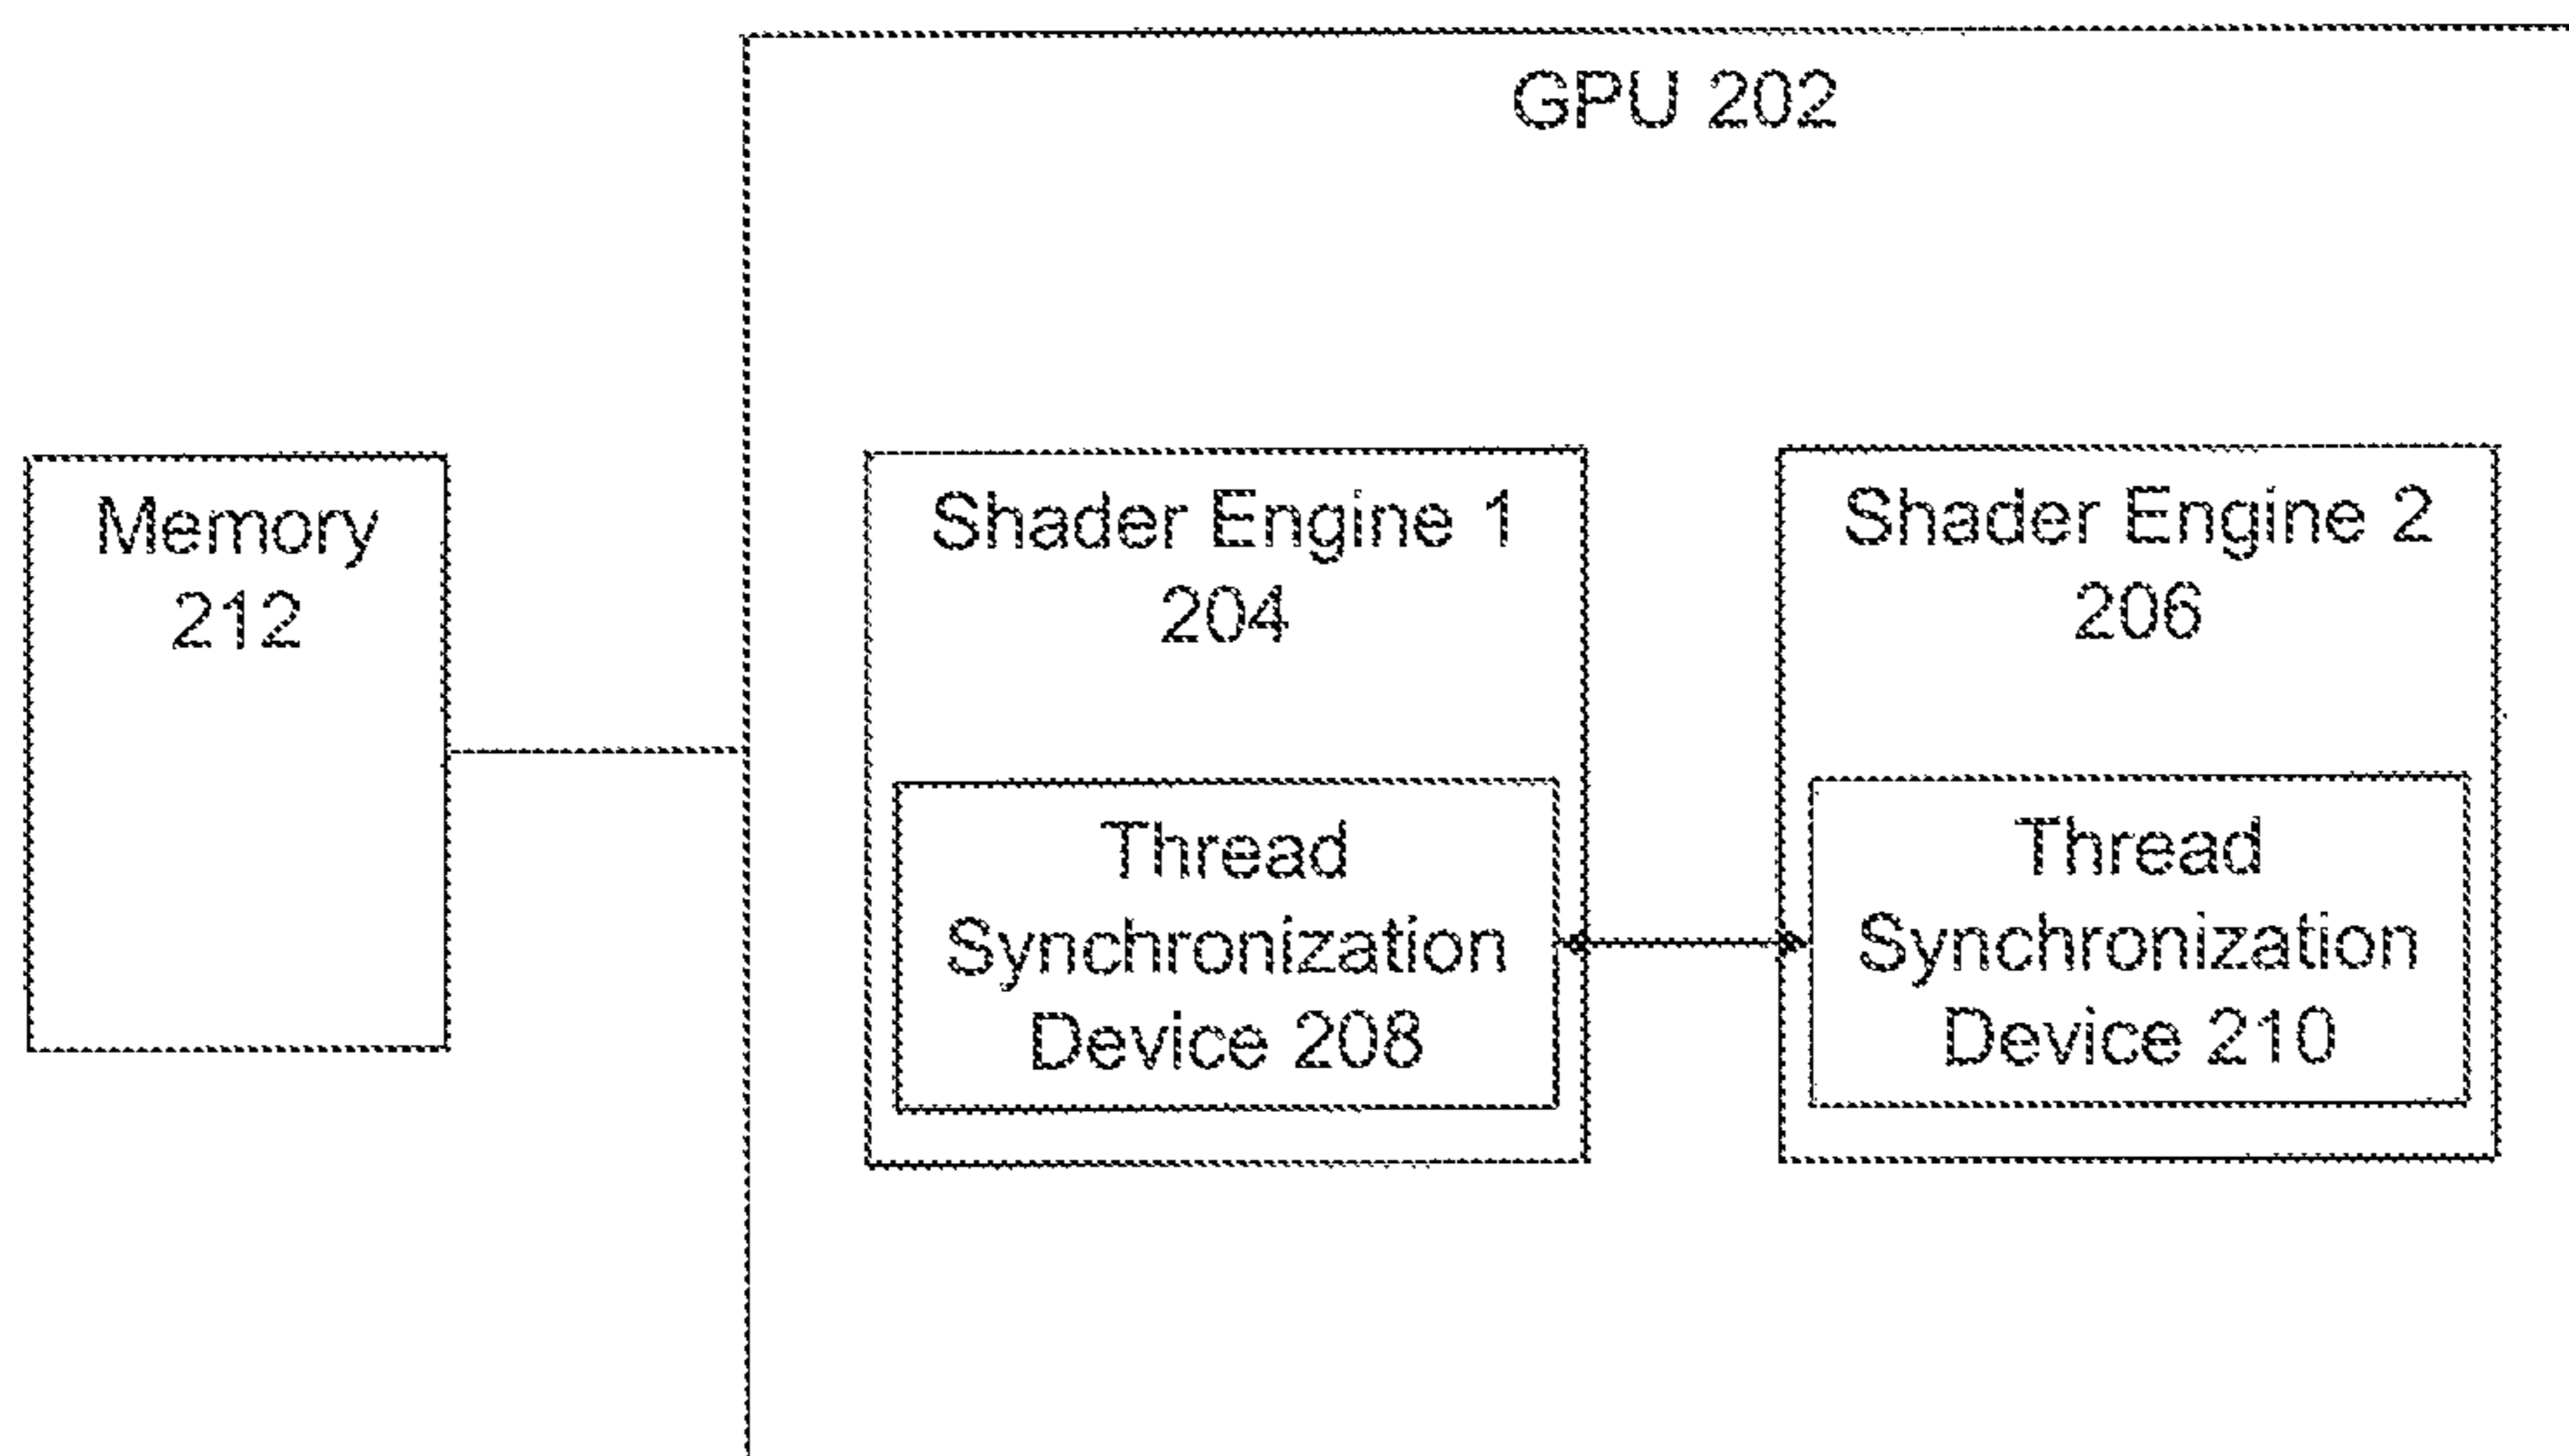 GPU 202
Memory
212
Shader Engine 1
204
Shader Engine 2
206
Thread
Synchronization
Device 208
Thread
Synchronization
Device 210